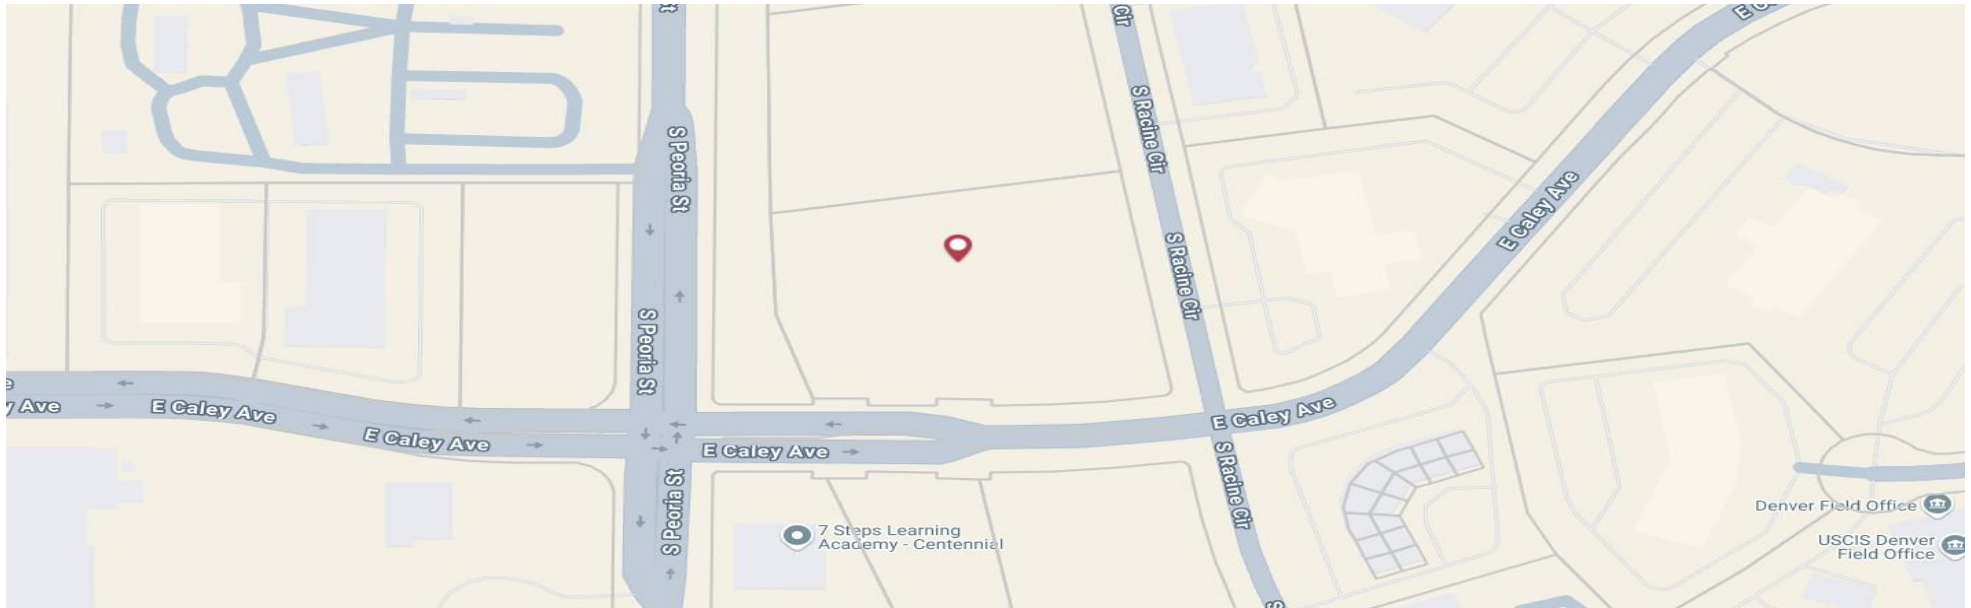 S Peoria St
S Racine Cir
E Caley Ave
S Peoria St
S Racine Cir
y Ave
E Caley Ave
E Caley Ave
E Caley Ave
E Caley Ave
S Peoria St
S Racine Cir
7 Steps Learning
Academy - Centennial
Denver Field Office
USCIS Denver
Field Office
Cir